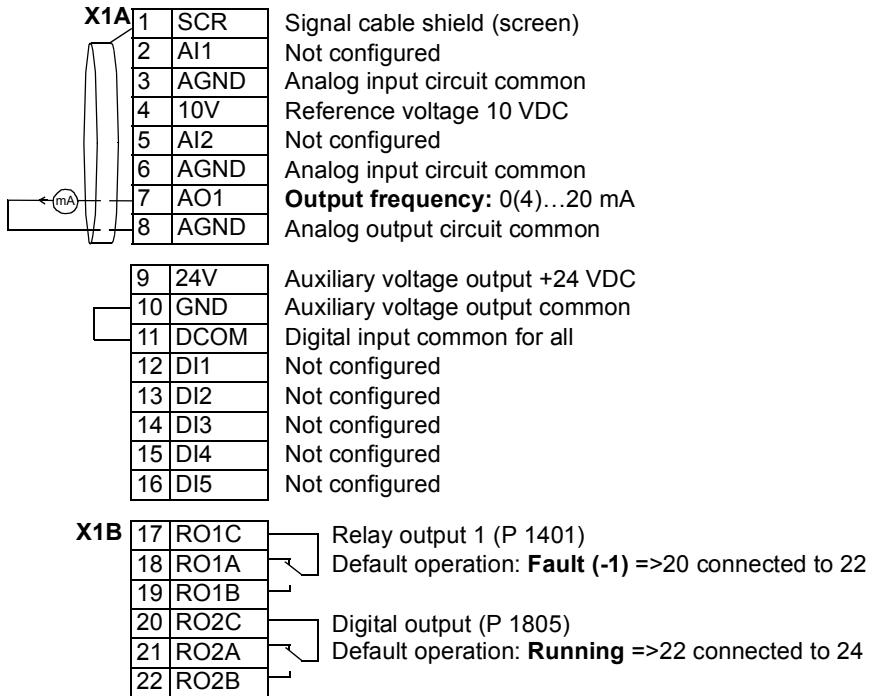 X1A 1 SCR Signal cable shield (screen)
2 AI1 Not configured
3 AGND Analog input circuit common
4 10V Reference voltage 10 VDC
5 AI2 Not configured
6 AGND Analog input circuit common
mA 7 AO1 Output frequency: 0(4)…20 mA
8 AGND Analog output circuit common
9 24V Auxiliary voltage output +24 VDC
10 GND Auxiliary voltage output common
11 DCOM Digital input common for all
12 DI1 Not configured
13 DI2 Not configured
14 DI3 Not configured
15 DI4 Not configured
16 DI5 Not configured
X1B 17 RO1C Relay output 1 (P 1401)
18 RO1A Default operation: Fault (-1) =>20 connected to 22
19 RO1B
20 RO2C Digital output (P 1805)
21 RO2A Default operation: Running =>22 connected to 24
22 RO2B